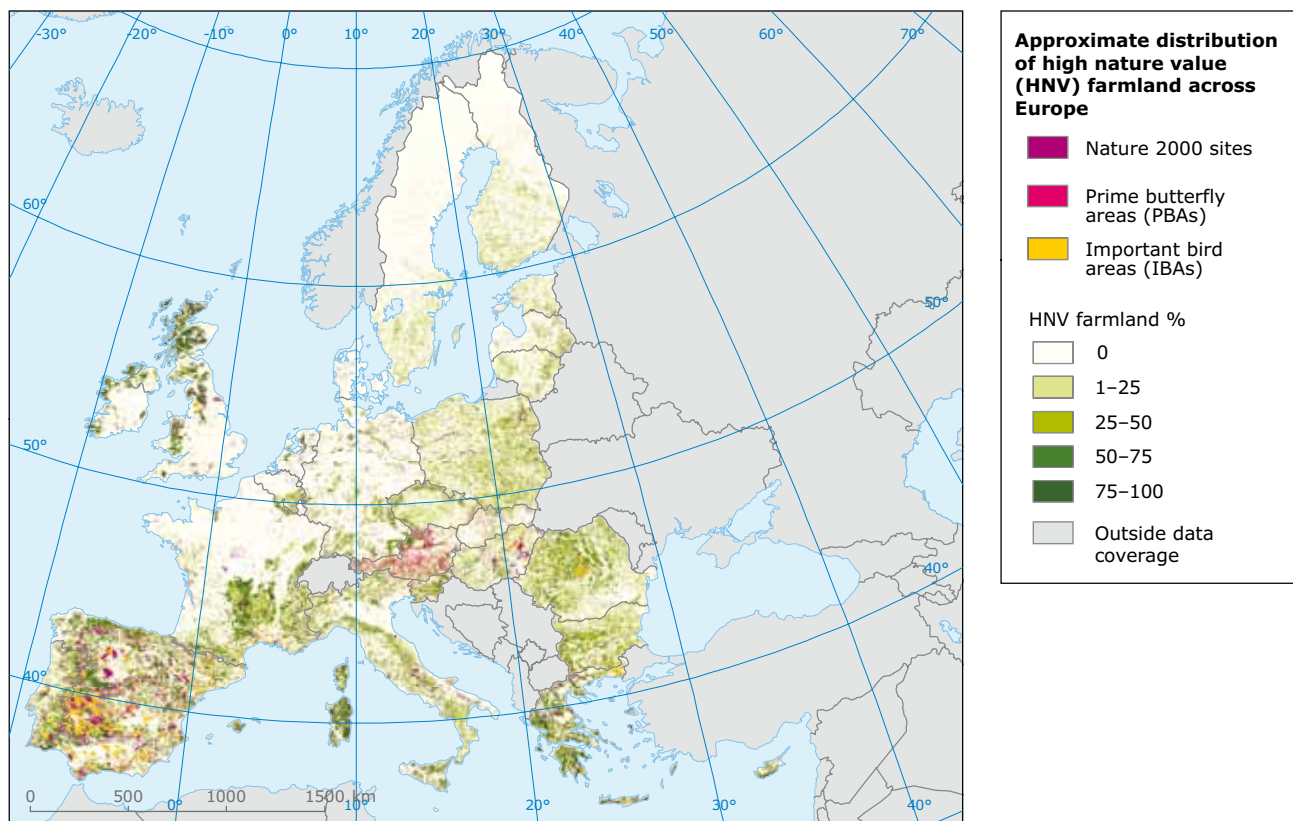 -30°
-20°
-10°
0°
10°
20°
30°
60°
70°
60°
50°
40°
50°
40°
0
500
1000
1500 km
0°
10°
20°
30°
40°
Approximate distribution
of high nature value
(HNV) farmland across
Europe
Nature 2000 sites
Prime butterfly
areas (PBAs)
Important bird
areas (IBAs)
HNV farmland %
0
1–25
25–50
50–75
75–100
Outside data
coverage